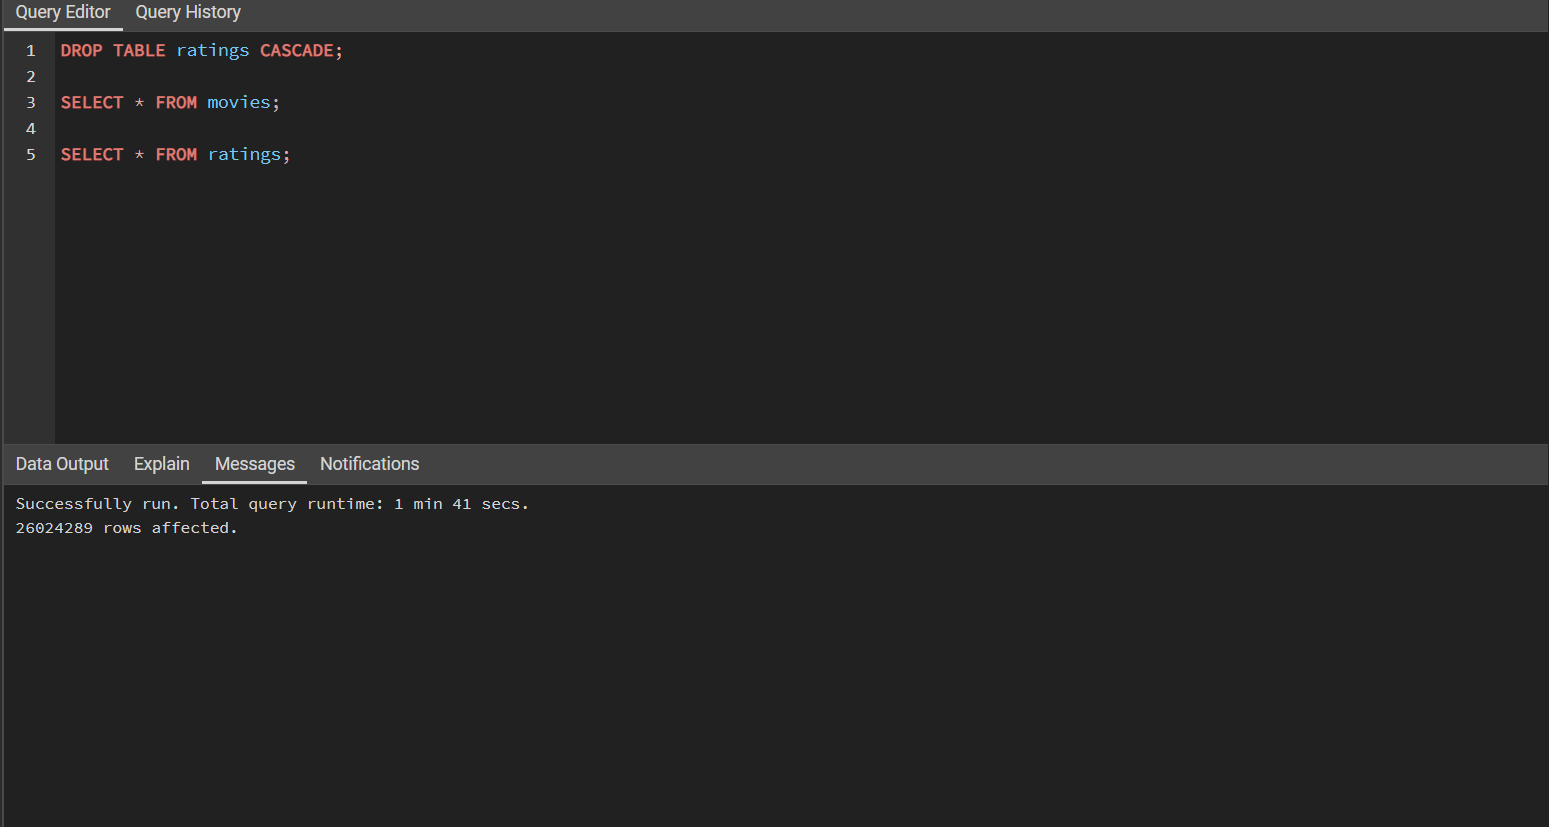 Query Editor Query History
1 DROP TABLE ratings CASCADE;
2
3 SELECT * FROM movies;
4
5 SELECT * FROM ratings;
Data Output Explain Messages Notifications
Successfully run. Total query runtime: 1 min 41 secs.
26024289 rows affected.